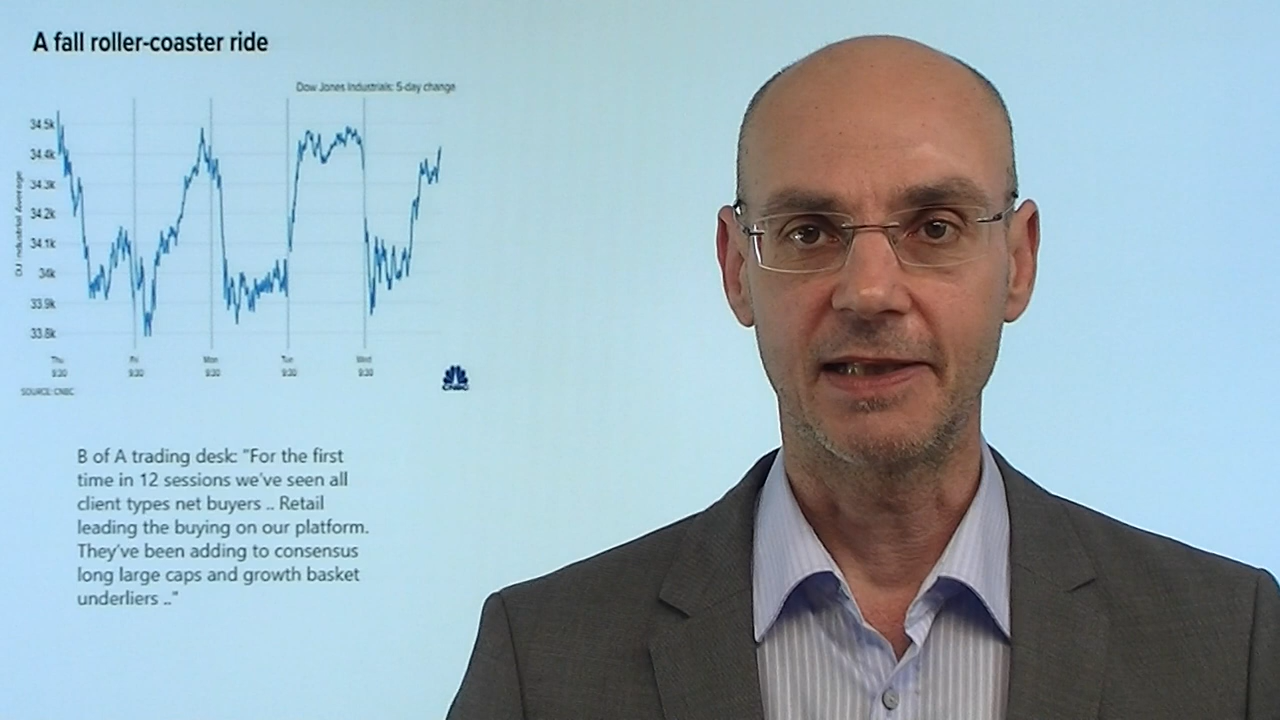 A fall roller-coaster ride
Dow Jones Industrials: 5-day change
34.5k
34.4k
34.3k
34.2k
34.1k
34k
33.9k
33.8k
DJ Industrial Average
Thu Fri Mon Tue Wed
9:30 9:30 9:30 9:30 9:30
SOURCE: CNBC
CNBC
B of A trading desk: "For the first
time in 12 sessions we've seen all
client types net buyers .. Retail
leading the buying on our platform.
They've been adding to consensus
long large caps and growth basket
underliers .."